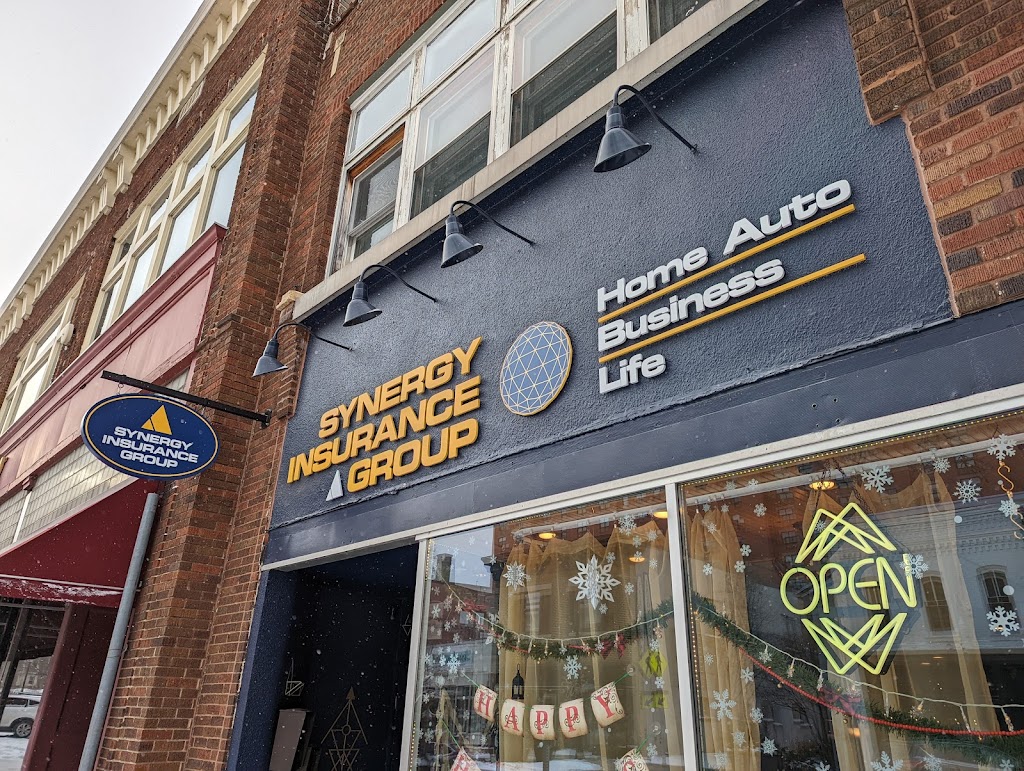 SYNERGY
INSURANCE
GROUP
SYNERGY
INSURANCE
GROUP
Home Auto
Business
Life
OPEN
HAPPY